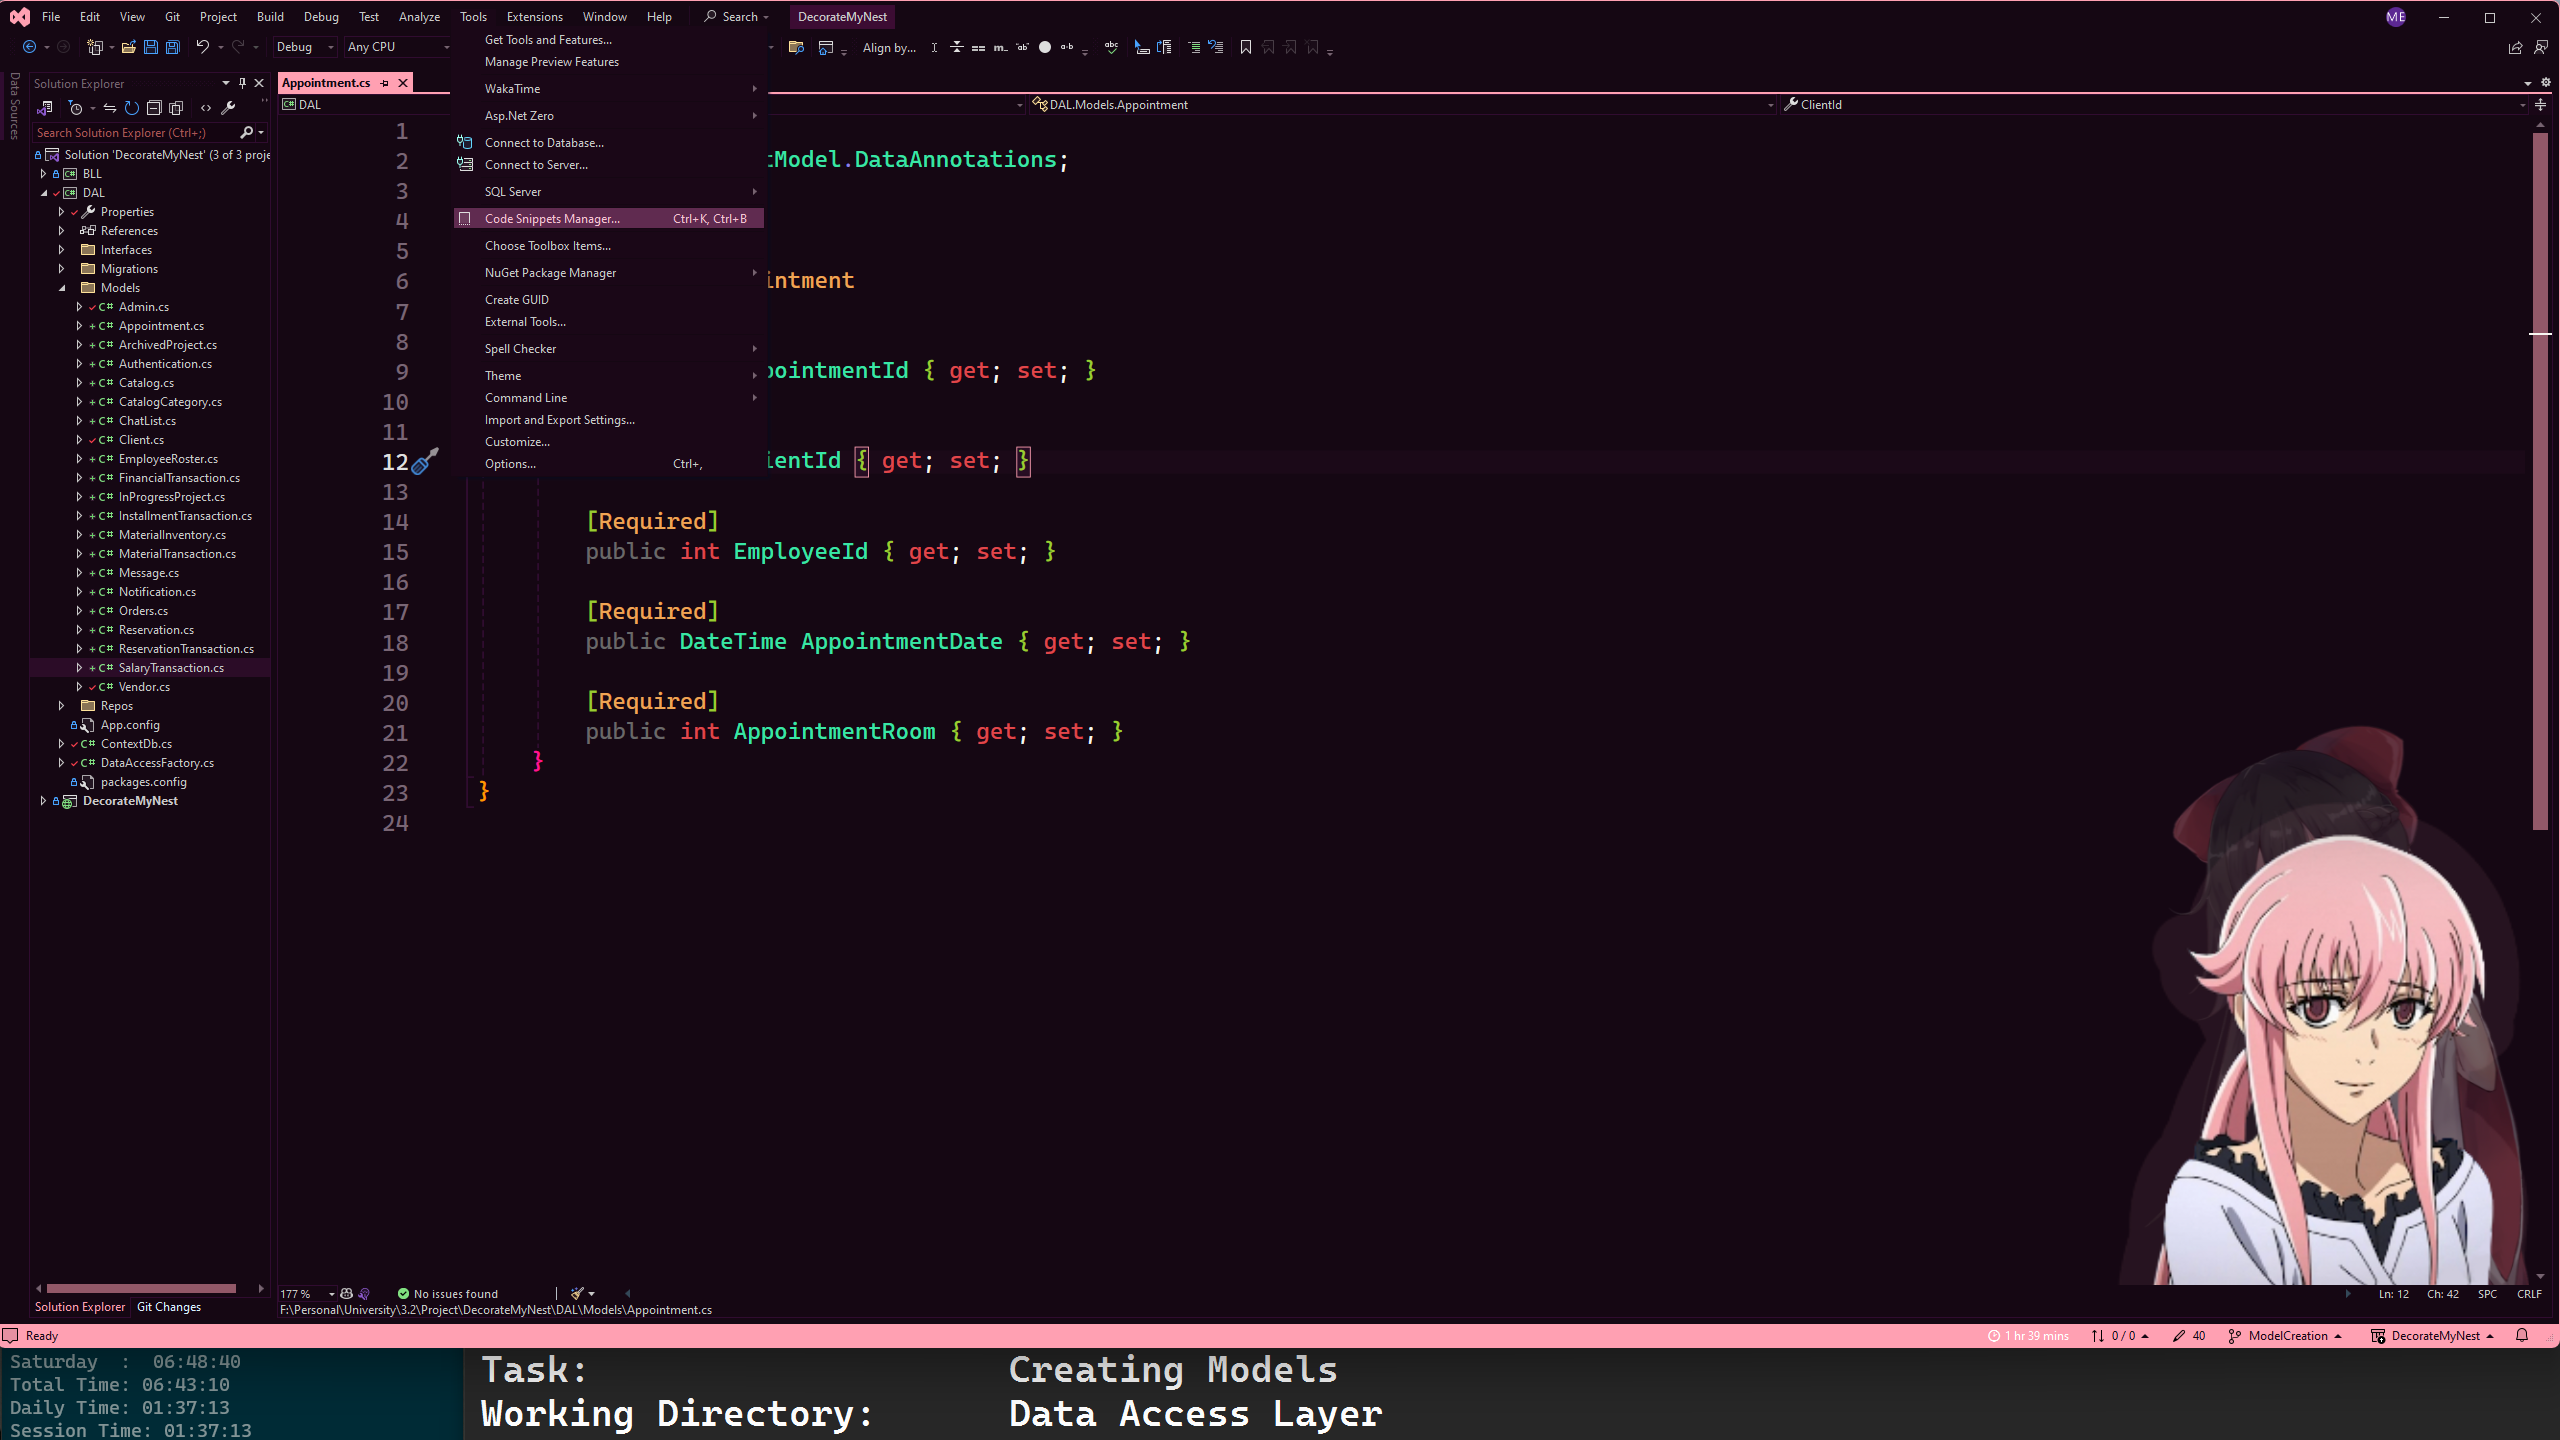 File Edit View Git Project Build Debug Test Analyze Tools Extensions Window Help Search DecorateMyNest ME
Debug Any CPU Align by...
Data Sources
Solution Explorer
Search Solution Explorer (Ctrl+;)
Solution 'DecorateMyNest' (3 of 3 proje
BLL
DAL
Properties
References
Interfaces
Migrations
Models
C# Admin.cs
C# Appointment.cs
C# ArchivedProject.cs
C# Authentication.cs
C# Catalog.cs
C# CatalogCategory.cs
C# ChatList.cs
C# Client.cs
C# EmployeeRoster.cs
C# FinancialTransaction.cs
C# InProgressProject.cs
C# InstallmentTransaction.cs
C# MaterialInventory.cs
C# MaterialTransaction.cs
C# Message.cs
C# Notification.cs
C# Orders.cs
C# Reservation.cs
C# ReservationTransaction.cs
C# SalaryTransaction.cs
C# Vendor.cs
Repos
App.config
C# ContextDb.cs
C# DataAccessFactory.cs
packages.config
DecorateMyNest
Solution Explorer Git Changes
Get Tools and Features...
Manage Preview Features
WakaTime
Asp.Net Zero
Connect to Database...
Connect to Server...
SQL Server
Code Snippets Manager... Ctrl+K, Ctrl+B
Choose Toolbox Items...
NuGet Package Manager
Create GUID
External Tools...
Spell Checker
Theme
Command Line
Import and Export Settings...
Customize...
Options... Ctrl+,
Appointment.cs
DAL DAL.Models.Appointment ClientId
1
2 tModel.DataAnnotations;
3
4
5
6 intment
7
8
9 pointmentId { get; set; }
10
11
12 ientId { get; set; }
13
14 [Required]
15 public int EmployeeId { get; set; }
16
17 [Required]
18 public DateTime AppointmentDate { get; set; }
19
20 [Required]
21 public int AppointmentRoom { get; set; }
22 }
23 }
24
177 % No issues found Ln: 12 Ch: 42 SPC CRLF
F:\Personal\University\3.2\Project\DecorateMyNest\DAL\Models\Appointment.cs
Ready 1 hr 39 mins 0 / 0 40 ModelCreation DecorateMyNest
Saturday : 06:48:40
Total Time: 06:43:10
Daily Time: 01:37:13
Session Time: 01:37:13
Task: Creating Models
Working Directory: Data Access Layer